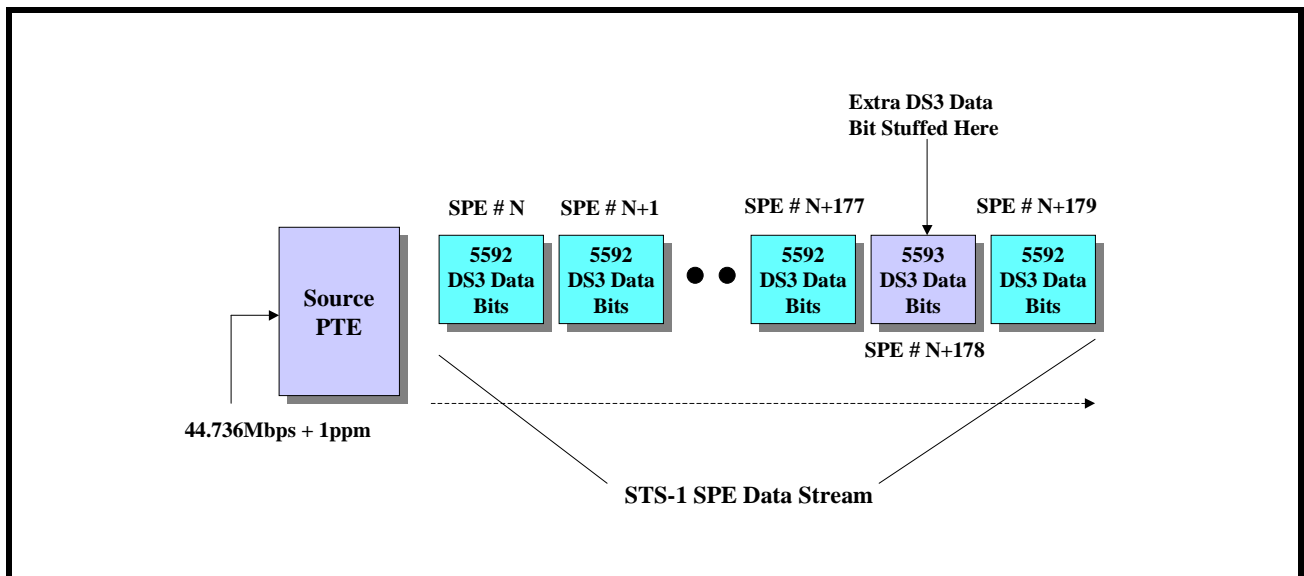 Extra DS3 Data
Bit Stuffed Here
SPE # N
SPE # N+1
SPE # N+177
SPE # N+179
Source
PTE
5592
DS3 Data
Bits
5592
DS3 Data
Bits
5592
DS3 Data
Bits
5593
DS3 Data
Bits
5592
DS3 Data
Bits
SPE # N+178
44.736Mbps + 1ppm
STS-1 SPE Data Stream